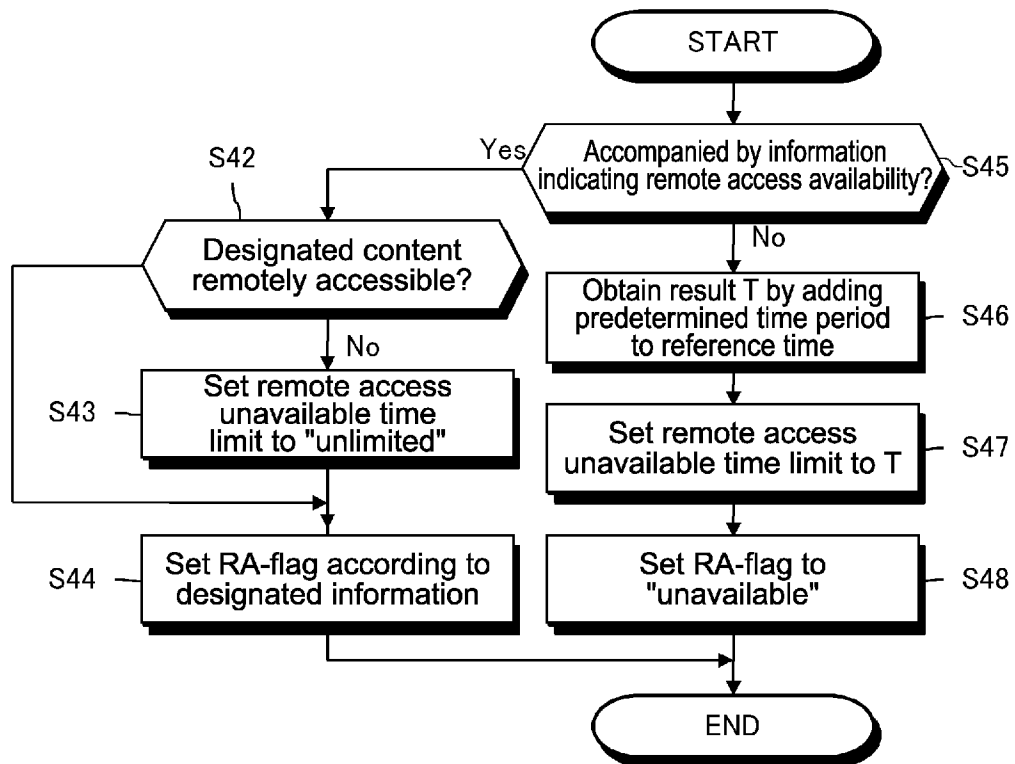 START
Accompanied by information
indicating remote access availability?
S45
Yes
S42
No
Designated content
remotely accessible?
Obtain result T by adding
predetermined time period
to reference time
S46
No
Set remote access
unavailable time
limit to "unlimited"
S43
Set remote access
unavailable time limit to T
S47
Set RA-flag according to
designated information
S44
Set RA-flag to
"unavailable"
S48
END